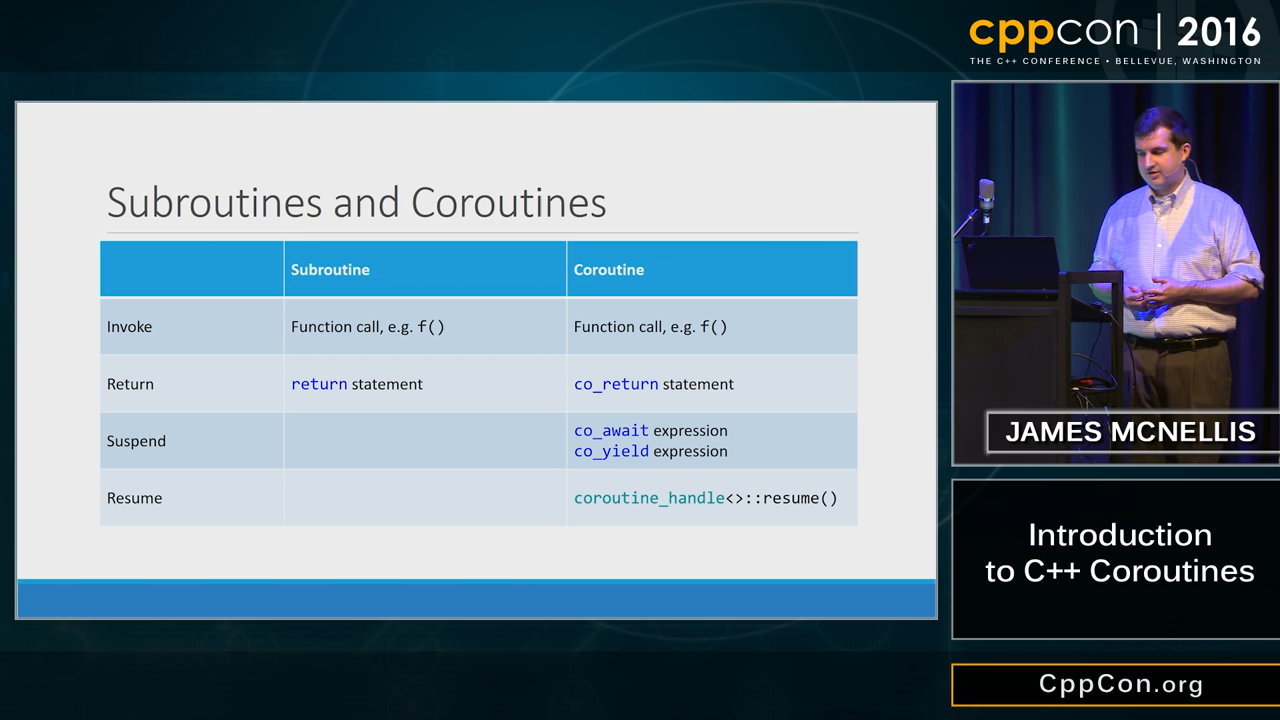 cppcon | 2016
THE C++ CONFERENCE • BELLEVUE, WASHINGTON
Subroutines and Coroutines
Subroutine Coroutine
Invoke Function call, e.g. f() Function call, e.g. f()
Return return statement co_return statement
Suspend co_await expression
co_yield expression
Resume coroutine_handle<>::resume()
JAMES MCNELLIS
Introduction
to C++ Coroutines
CppCon.org